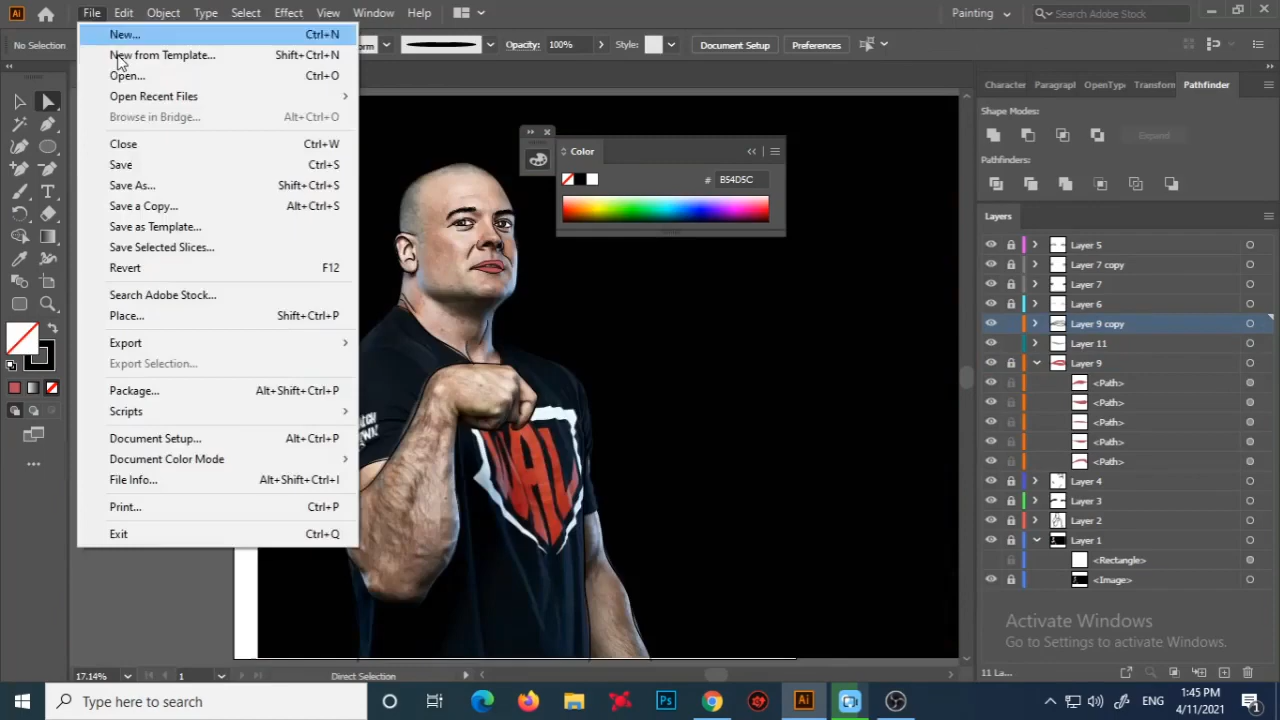 Ai File Edit Object Type Select Effect View Window Help Painting Search Adobe Stock
No Selection Opacity: 100% Style: Document Setup Preferences
New... Ctrl+N
New from Template... Shift+Ctrl+N
Open... Ctrl+O
Open Recent Files
Browse in Bridge... Alt+Ctrl+O
Close Ctrl+W
Save Ctrl+S
Save As... Shift+Ctrl+S
Save a Copy... Alt+Ctrl+S
Save as Template...
Save Selected Slices...
Revert F12
Search Adobe Stock...
Place... Shift+Ctrl+P
Export
Export Selection...
Package... Alt+Shift+Ctrl+P
Scripts
Document Setup... Alt+Ctrl+P
Document Color Mode
File Info... Alt+Shift+Ctrl+I
Print... Ctrl+P
Exit Ctrl+Q
Color
# B54D5C
Character Paragraph OpenType Transform Pathfinder
Shape Modes:
Expand
Pathfinders:
Layers
Layer 5
Layer 7 copy
Layer 7
Layer 6
Layer 9 copy
Layer 11
Layer 9
<Path>
<Path>
<Path>
<Path>
<Path>
Layer 4
Layer 3
Layer 2
Layer 1
<Rectangle>
<Image>
Activate Windows
Go to Settings to activate Windows.
11 La...
17.14% 1 Direct Selection
Type here to search
Ps Ai
ENG
1:45 PM
4/11/2021